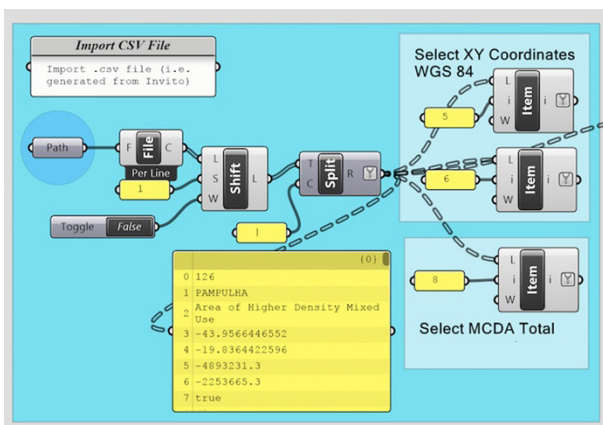 Import CSV File
Import .csv file (i.e.
generated from Invito)
Path
F
File
C
Per Line
1
Toggle
False
L
S
W
Shift
L
T
C
Split
R
|
Select XY Coordinates
WGS 84
5
L
i
W
Item
i
6
L
i
W
Item
i
8
L
i
W
Item
i
Select MCDA Total
{0}
0 126
1 PAMPULHA
2 Area of Higher Density Mixed
Use
3 -43.9566446552
4 -19.8364422596
5 -4893231.3
6 -2253665.3
7 true